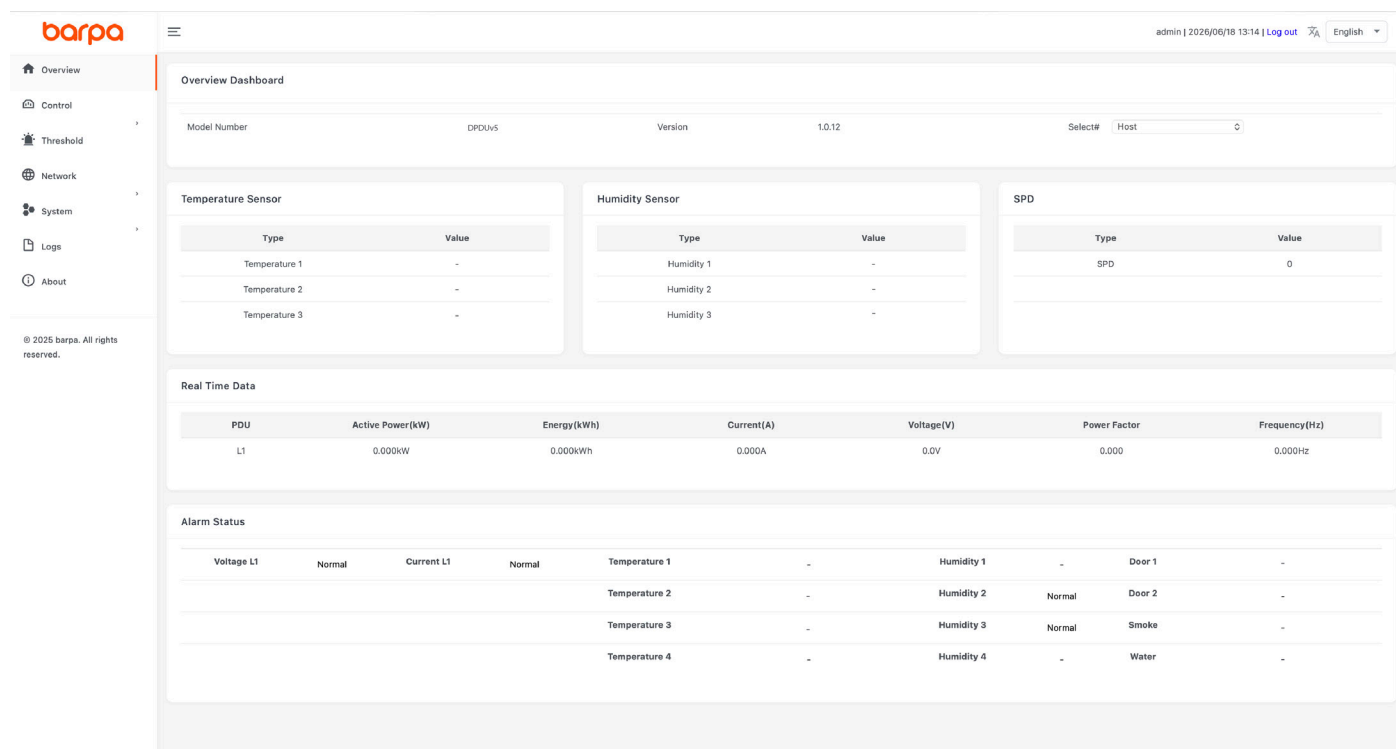 barpa
admin | 2026/06/18 13:14 | Log out English
Overview
Control
Threshold
Network
System
Logs
About
© 2025 barpa. All rights
reserved.
Overview Dashboard
Model Number DPDUv5 Version 1.0.12 Select# Host
Temperature Sensor
Type Value
Temperature 1 -
Temperature 2 -
Temperature 3 -
Humidity Sensor
Type Value
Humidity 1 -
Humidity 2 -
Humidity 3 -
SPD
Type Value
SPD 0
Real Time Data
PDU Active Power(kW) Energy(kWh) Current(A) Voltage(V) Power Factor Frequency(Hz)
L1 0.000kW 0.000kWh 0.000A 0.0V 0.000 0.000Hz
Alarm Status
Voltage L1 Normal Current L1 Normal Temperature 1 - Humidity 1 - Door 1 -
Temperature 2 - Humidity 2 Normal Door 2 -
Temperature 3 - Humidity 3 Normal Smoke -
Temperature 4 - Humidity 4 - Water -